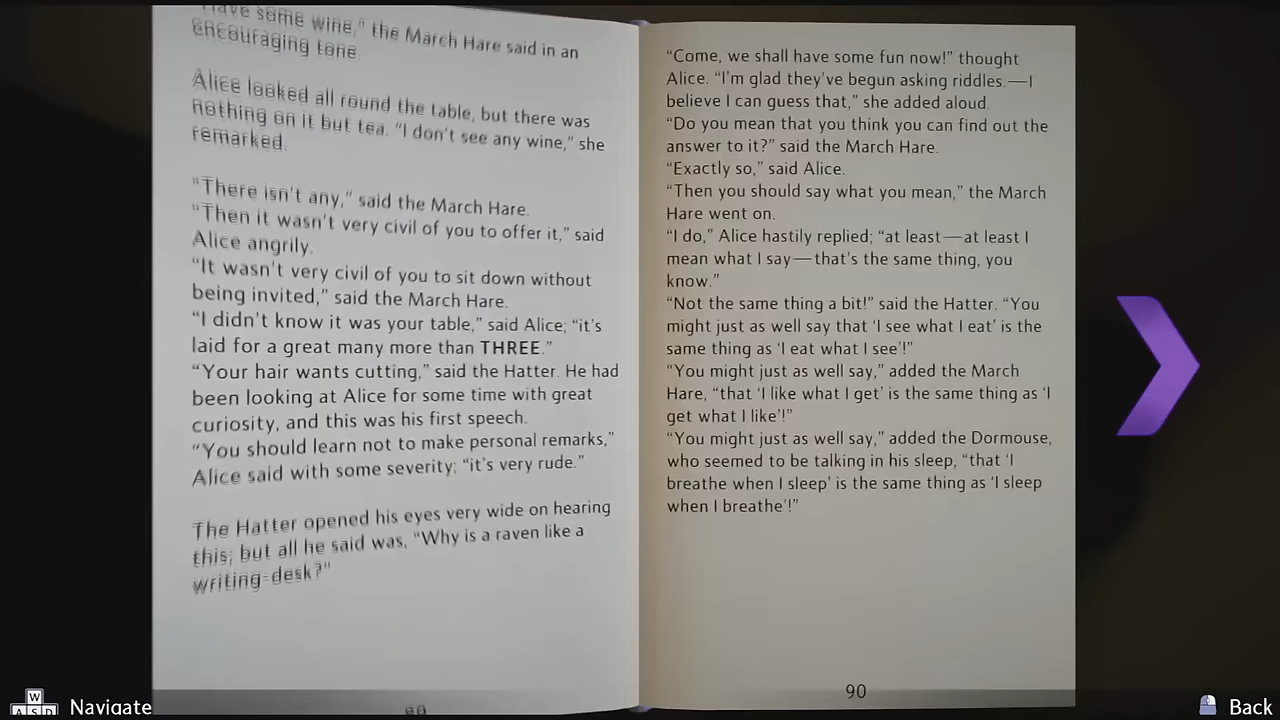 "Have some wine," the March Hare said in an
encouraging tone.
Alice looked all round the table, but there was
nothing on it but tea. "I don't see any wine," she
remarked.
"There isn't any," said the March Hare.
"Then it wasn't very civil of you to offer it," said
Alice angrily.
"It wasn't very civil of you to sit down without
being invited," said the March Hare.
"I didn't know it was your table," said Alice; "it's
laid for a great many more than THREE."
"Your hair wants cutting," said the Hatter. He had
been looking at Alice for some time with great
curiosity, and this was his first speech.
"You should learn not to make personal remarks,"
Alice said with some severity; "it's very rude."
The Hatter opened his eyes very wide on hearing
this; but all he said was, "Why is a raven like a
writing-desk?"
"Come, we shall have some fun now!" thought
Alice. "I'm glad they've begun asking riddles.—I
believe I can guess that," she added aloud.
"Do you mean that you think you can find out the
answer to it?" said the March Hare.
"Exactly so," said Alice.
"Then you should say what you mean," the March
Hare went on.
"I do," Alice hastily replied; "at least—at least I
mean what I say—that's the same thing, you
know."
"Not the same thing a bit!" said the Hatter. "You
might just as well say that 'I see what I eat' is the
same thing as 'I eat what I see'!"
"You might just as well say," added the March
Hare, "that 'I like what I get' is the same thing as 'I
get what I like'!"
"You might just as well say," added the Dormouse,
who seemed to be talking in his sleep, "that 'I
breathe when I sleep' is the same thing as 'I sleep
when I breathe'!"
90
W
A S D
Navigate
Back